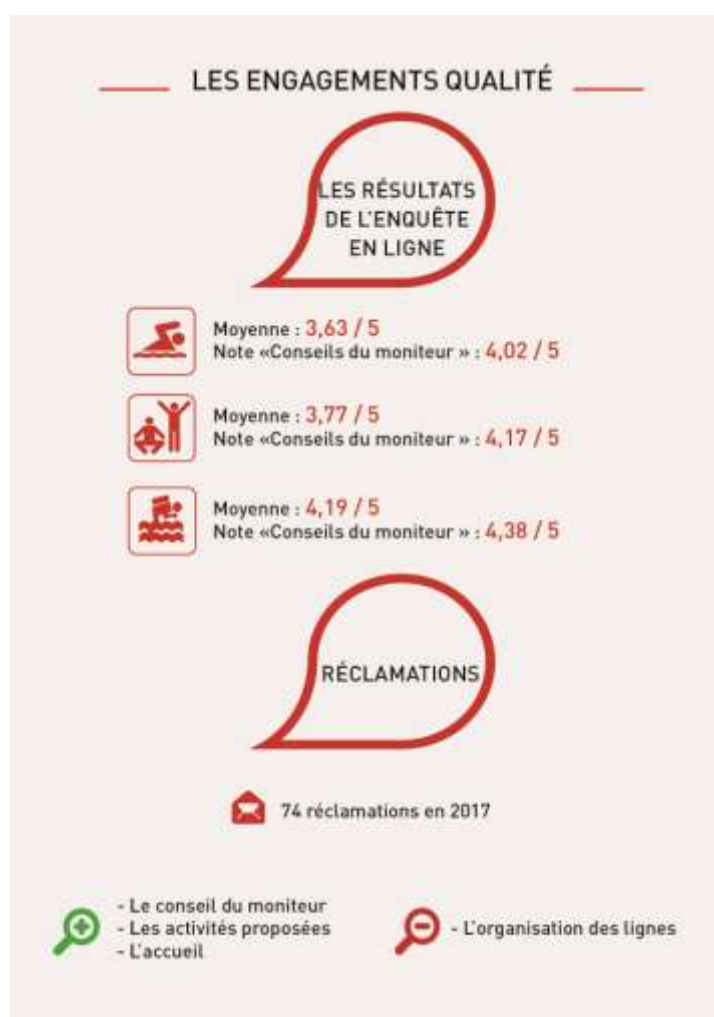 LES ENGAGEMENTS QUALITÉ
LES RÉSULTATS
DE L'ENQUÊTE
EN LIGNE
Moyenne : 3,63 / 5
Note «Conseils du moniteur » : 4,02 / 5
Moyenne : 3,77 / 5
Note «Conseils du moniteur » : 4,17 / 5
Moyenne : 4,19 / 5
Note «Conseils du moniteur » : 4,38 / 5
RÉCLAMATIONS
74 réclamations en 2017
- Le conseil du moniteur
- Les activités proposées
- L'accueil
- L'organisation des lignes